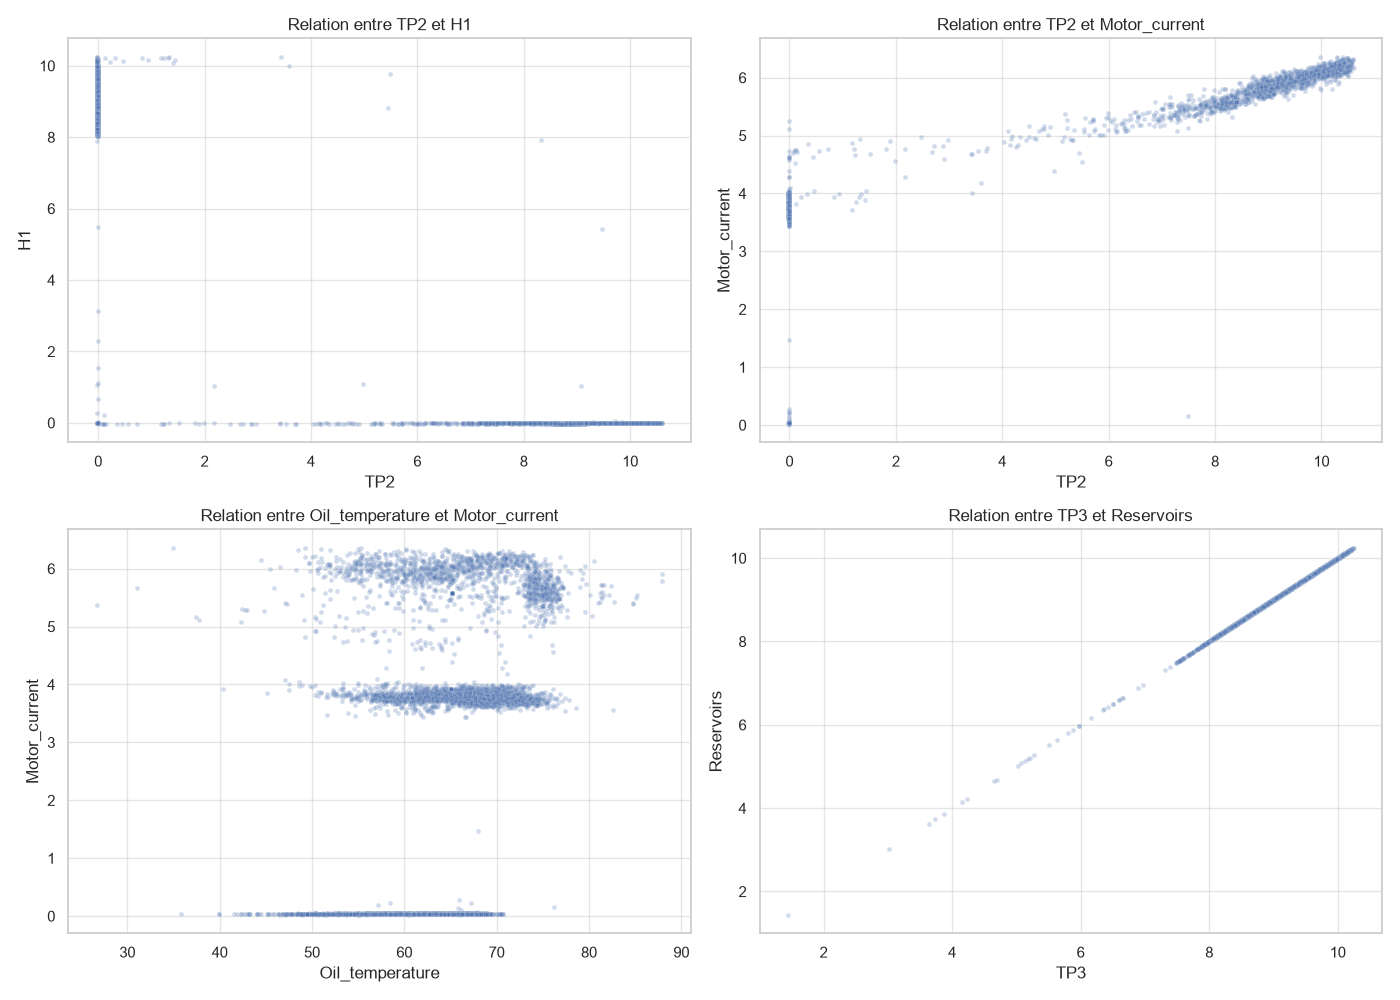 Relation entre TP2 et H1
10
8
6
4
2
0
H1
0 2 4 6 8 10
TP2
Relation entre TP2 et Motor_current
6
5
4
3
2
1
0
Motor_current
0 2 4 6 8 10
TP2
Relation entre Oil_temperature et Motor_current
6
5
4
3
2
1
0
Motor_current
30 40 50 60 70 80 90
Oil_temperature
Relation entre TP3 et Reservoirs
10
8
6
4
2
Reservoirs
2 4 6 8 10
TP3